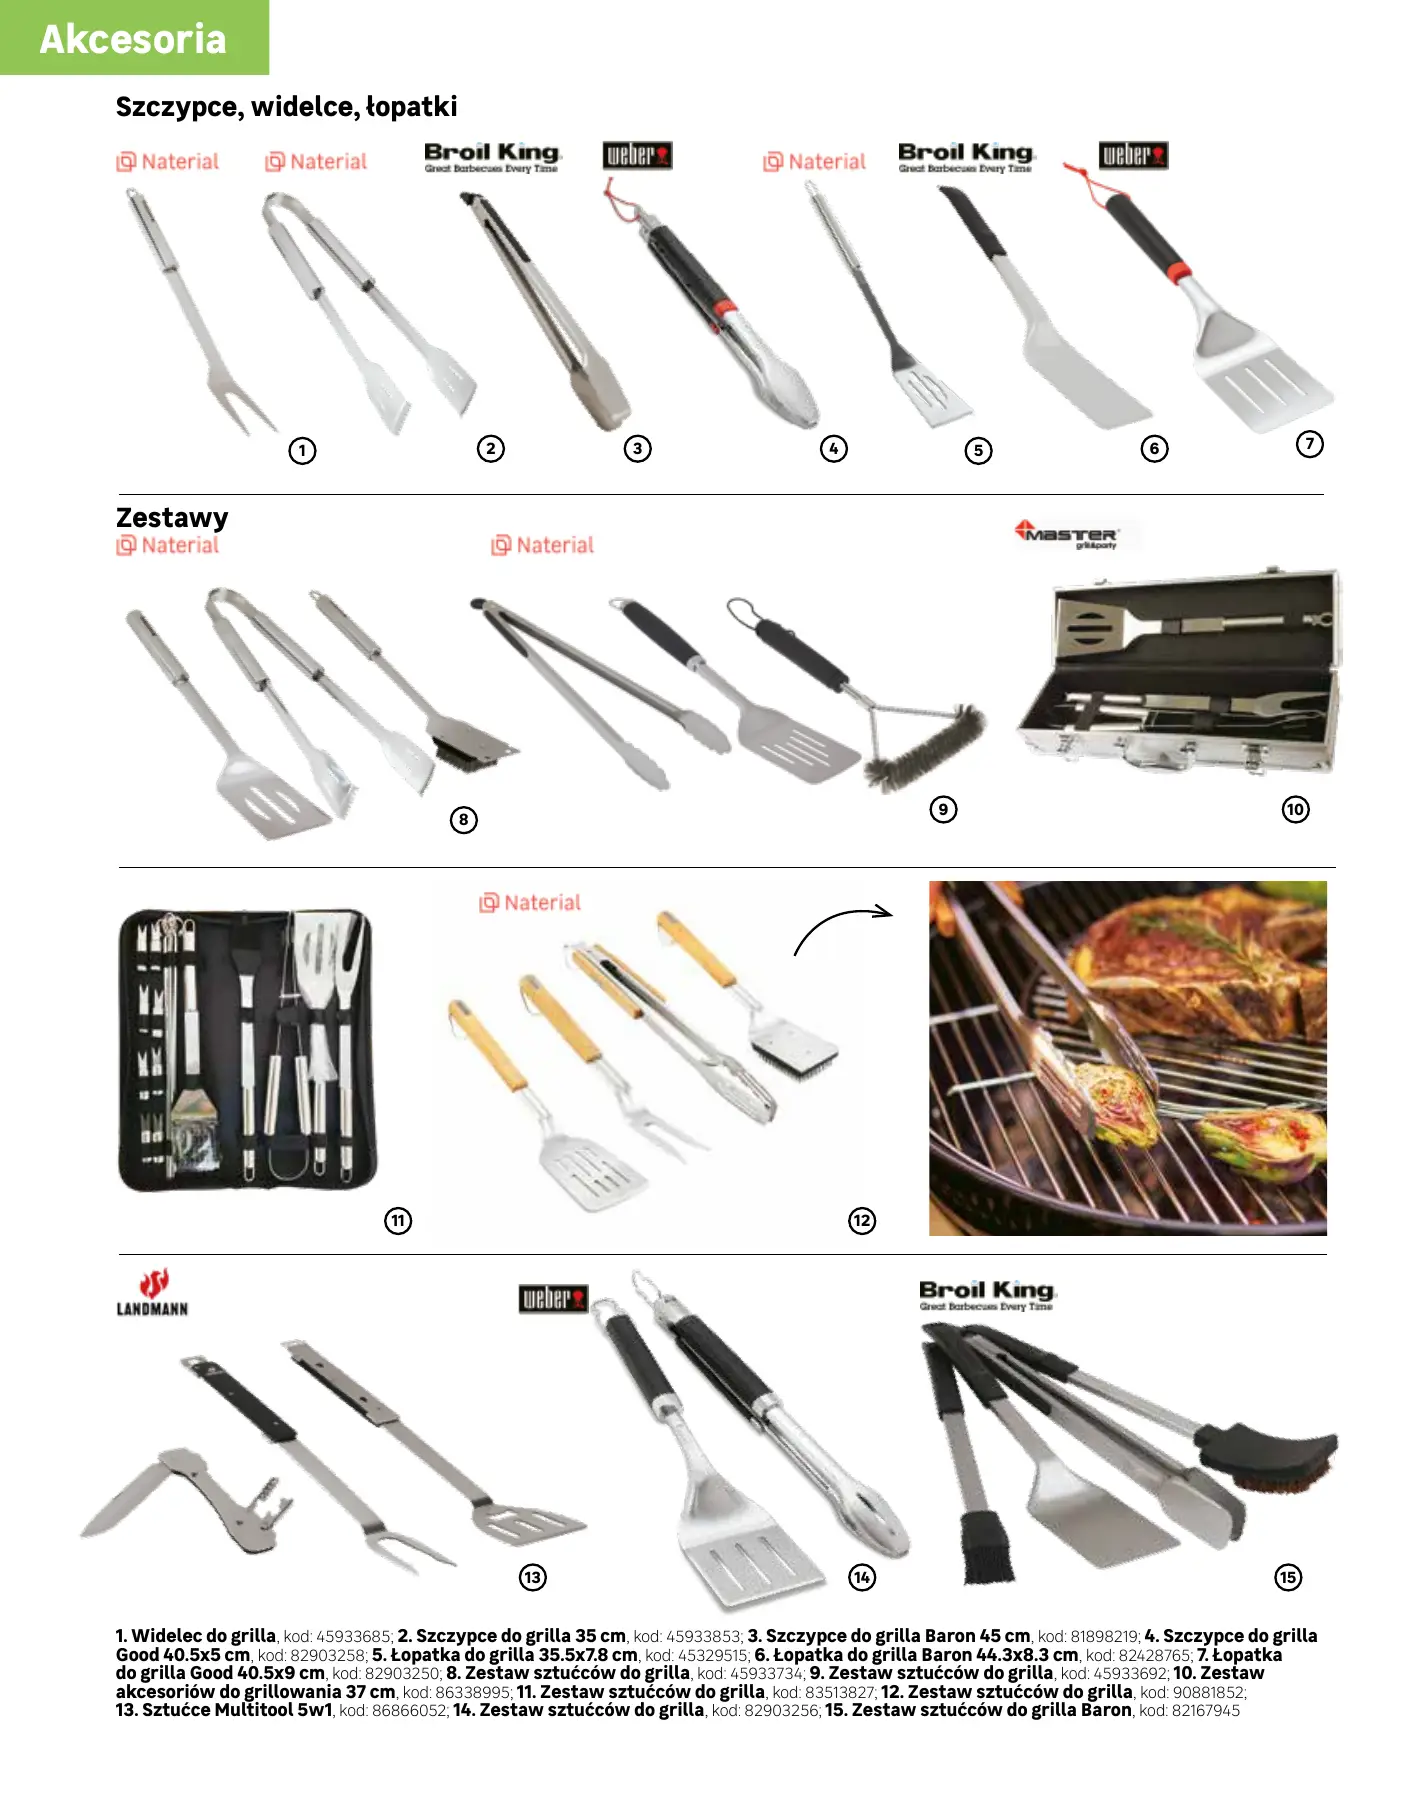 Akcesoria
Szczypce, widelce, łopatki
Naterial
Naterial
Broil King
Great Barbecues Every Time
weber
Naterial
Broil King
Great Barbecues Every Time
weber
1
2
3
4
5
6
7
Zestawy
Naterial
Naterial
MASTER
grill&party
8
9
10
Naterial
11
12
LANDMANN
weber
Broil King
Great Barbecues Every Time
13
14
15
1. Widelec do grilla, kod: 45933685; 2. Szczypce do grilla 35 cm, kod: 45933853; 3. Szczypce do grilla Baron 45 cm, kod: 81898219; 4. Szczypce do grilla
Good 40.5x5 cm, kod: 82903258; 5. Łopatka do grilla 35.5x7.8 cm, kod: 45329515; 6. Łopatka do grilla Baron 44.3x8.3 cm, kod: 82428765; 7. Łopatka
do grilla Good 40.5x9 cm, kod: 82903250; 8. Zestaw sztućców do grilla, kod: 45933734; 9. Zestaw sztućców do grilla, kod: 45933692; 10. Zestaw
akcesoriów do grillowania 37 cm, kod: 86338995; 11. Zestaw sztućców do grilla, kod: 83513827; 12. Zestaw sztućców do grilla, kod: 90881852;
13. Sztućce Multitool 5w1, kod: 86866052; 14. Zestaw sztućców do grilla, kod: 82903256; 15. Zestaw sztućców do grilla Baron, kod: 82167945